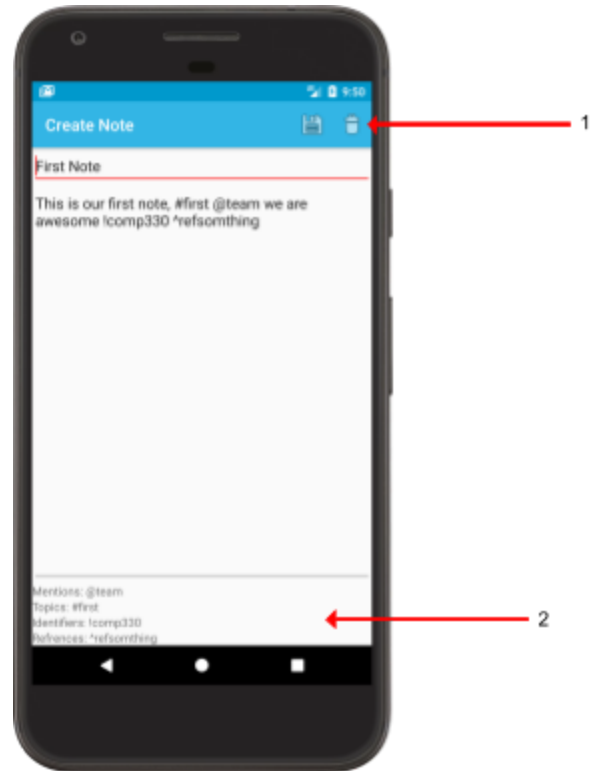 9:50
Create Note
1
First Note
This is our first note, #first @team we are
awesome !comp330 ^refsomthing
Mentions: @team
Topics: #first
2
Identifiers: !comp330
Refrences: ^refsomthing